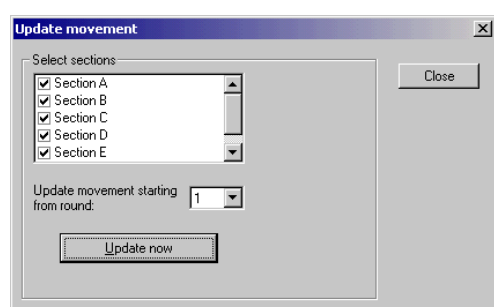 Update movement
Select sections
Section A
Section B
Section C
Section D
Section E
Close
Update movement starting
from round:
1
Update now